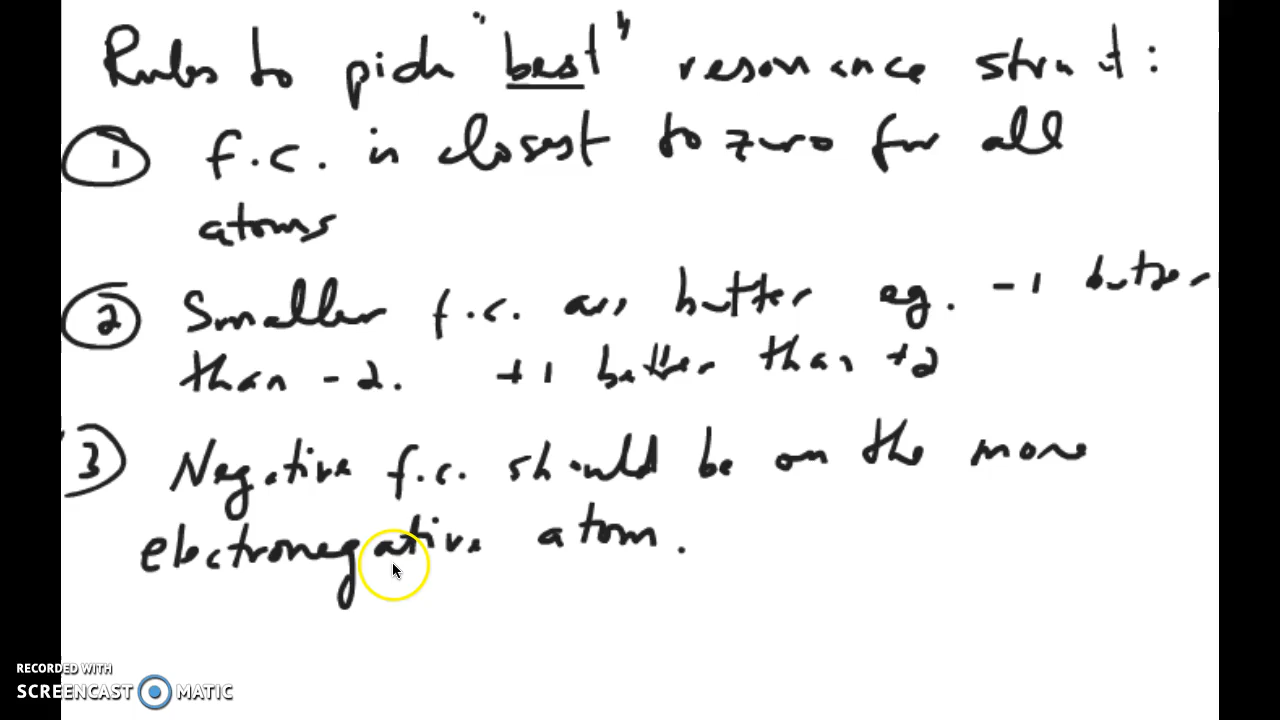 Rules to pick "best" resonance struct:
① f.c. is closest to zero for all
atoms
② Smaller f.c. are better eg. -1 better
than -2. +1 better than +2
③ Negative f.c. should be on the more
electronegative atom.
RECORDED WITH
SCREENCAST MATIC